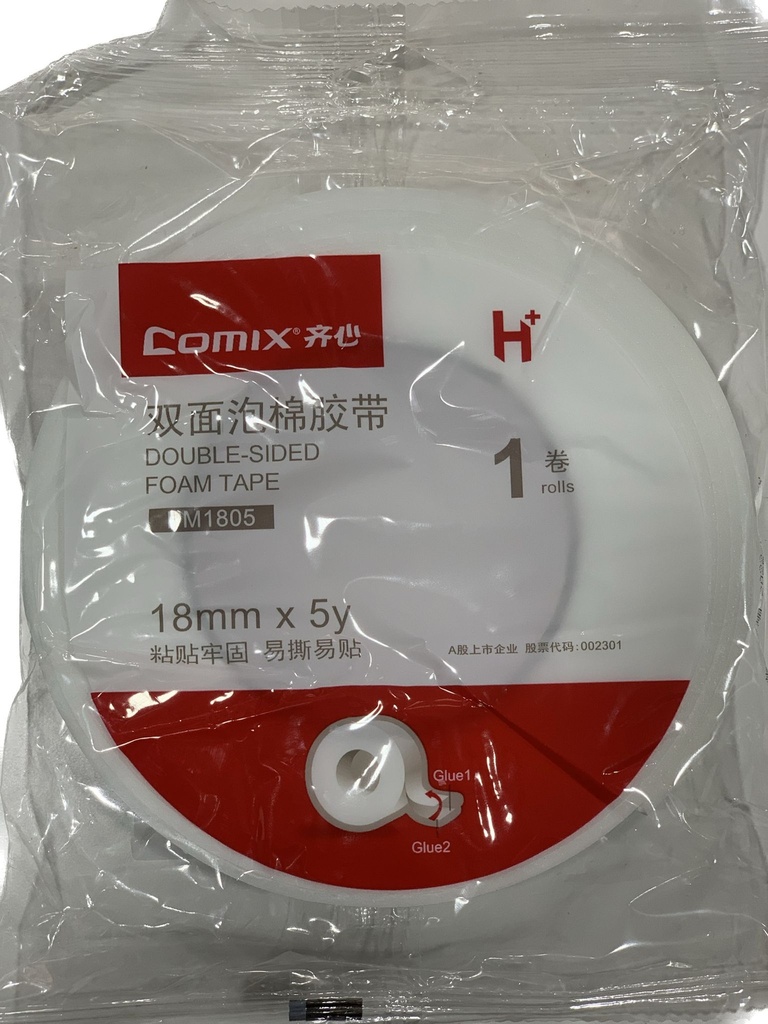 comix® 齐心
H+
双面泡棉胶带
DOUBLE-SIDED
FOAM TAPE
1 卷
rolls
18mm x 5y
粘贴牢固 易撕易贴
A股上市企业 股票代码:002301
Glue1
Glue2